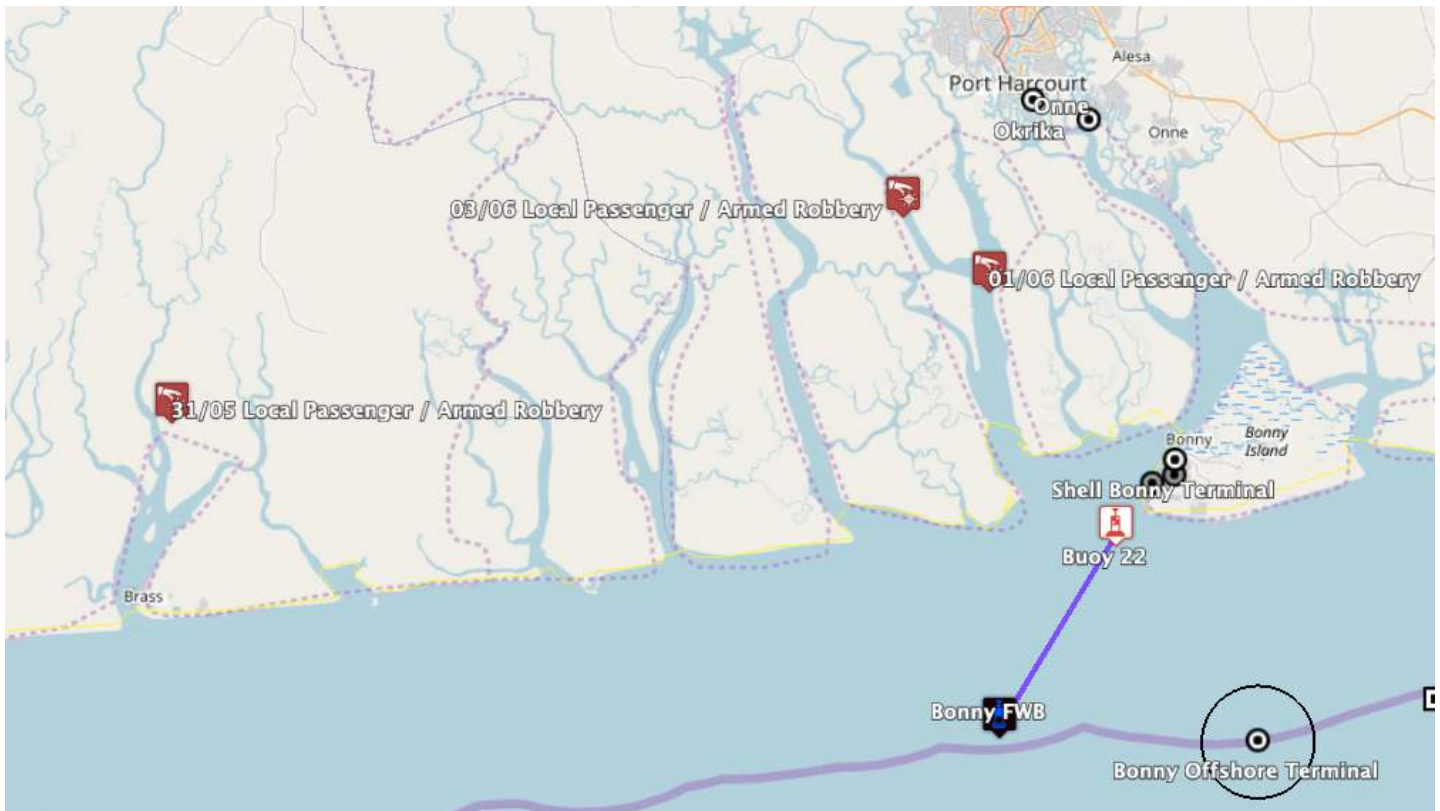 Alesa
Port Harcourt
Onne
Okrika
Onne
03/06 Local Passenger / Armed Robbery
01/06 Local Passenger / Armed Robbery
31/05 Local Passenger / Armed Robbery
Bonny
Bonny
Island
Shell Bonny Terminal
Buoy 22
Brass
Bonny FWB
Bonny Offshore Terminal